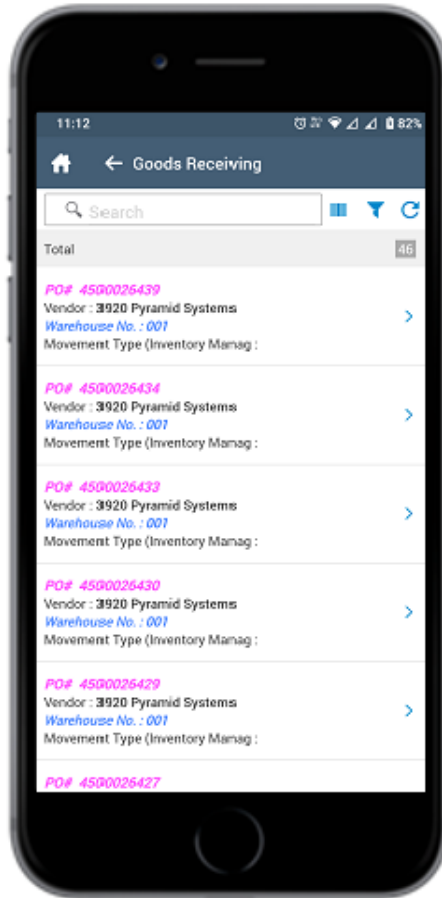 11:12 82%
Goods Receiving
Search
Total 46
PO# 4500026439
Vendor : 3920 Pyramid Systems
Warehouse No. : 001
Movement Type (Inventory Manag :
PO# 4500026434
Vendor : 3920 Pyramid Systems
Warehouse No. : 001
Movement Type (Inventory Manag :
PO# 4500026433
Vendor : 3920 Pyramid Systems
Warehouse No. : 001
Movement Type (Inventory Manag :
PO# 4500026430
Vendor : 3920 Pyramid Systems
Warehouse No. : 001
Movement Type (Inventory Manag :
PO# 4500026429
Vendor : 3920 Pyramid Systems
Warehouse No. : 001
Movement Type (Inventory Manag :
PO# 4500026427